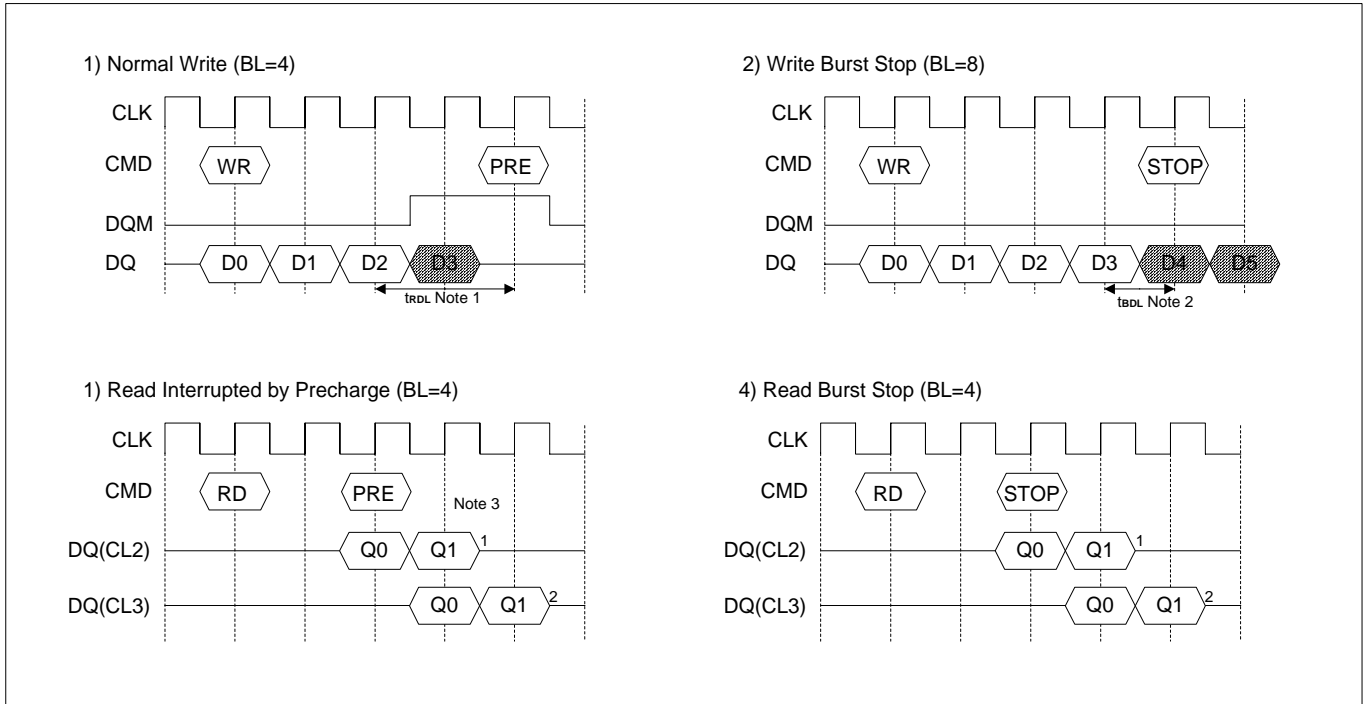 1) Normal Write (BL=4)
CLK
CMD WR PRE
DQM
DQ D0 D1 D2 D3
tRDL Note 1
2) Write Burst Stop (BL=8)
CLK
CMD WR STOP
DQM
DQ D0 D1 D2 D3 D4 D5
tBDL Note 2
1) Read Interrupted by Precharge (BL=4)
CLK
CMD RD PRE
Note 3
DQ(CL2) Q0 Q1 1
DQ(CL3) Q0 Q1 2
4) Read Burst Stop (BL=4)
CLK
CMD RD STOP
DQ(CL2) Q0 Q1 1
DQ(CL3) Q0 Q1 2